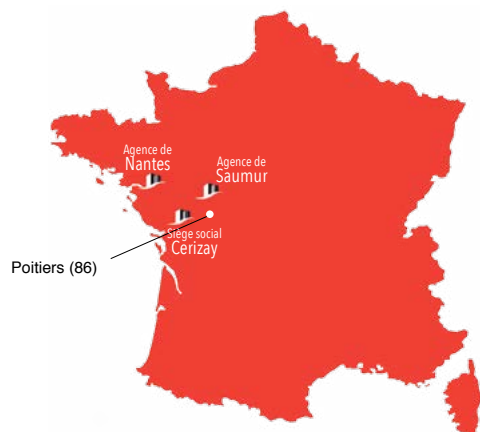 Agence de
Nantes
Agence de
Saumur
Siège social
Cerizay
Poitiers (86)